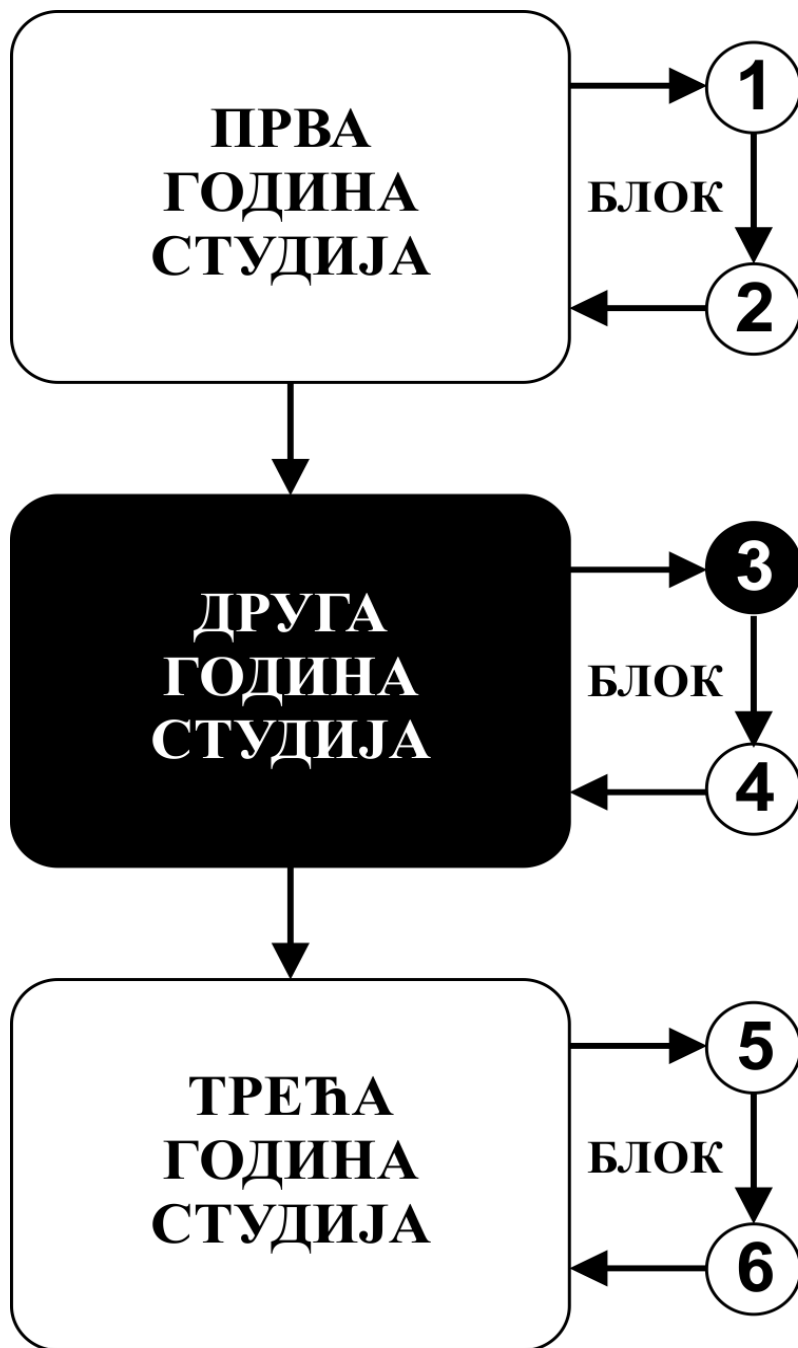 ПРВА
ГОДИНА
СТУДИЈА
1
БЛОК
2
ДРУГА
ГОДИНА
СТУДИЈА
3
БЛОК
4
ТРЕЋА
ГОДИНА
СТУДИЈА
5
БЛОК
6